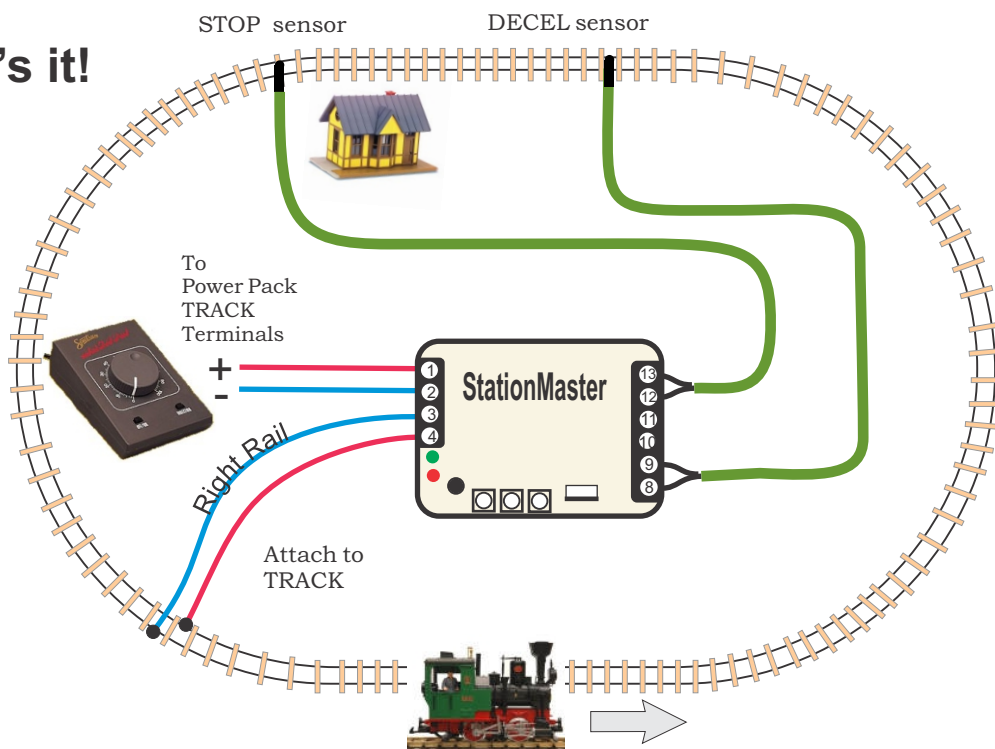 STOP sensor
DECEL sensor
's it!
To
Power Pack
TRACK
Terminals
+
-
StationMaster
1
2
3
4
13
12
11
10
9
8
Right Rail
Attach to
TRACK